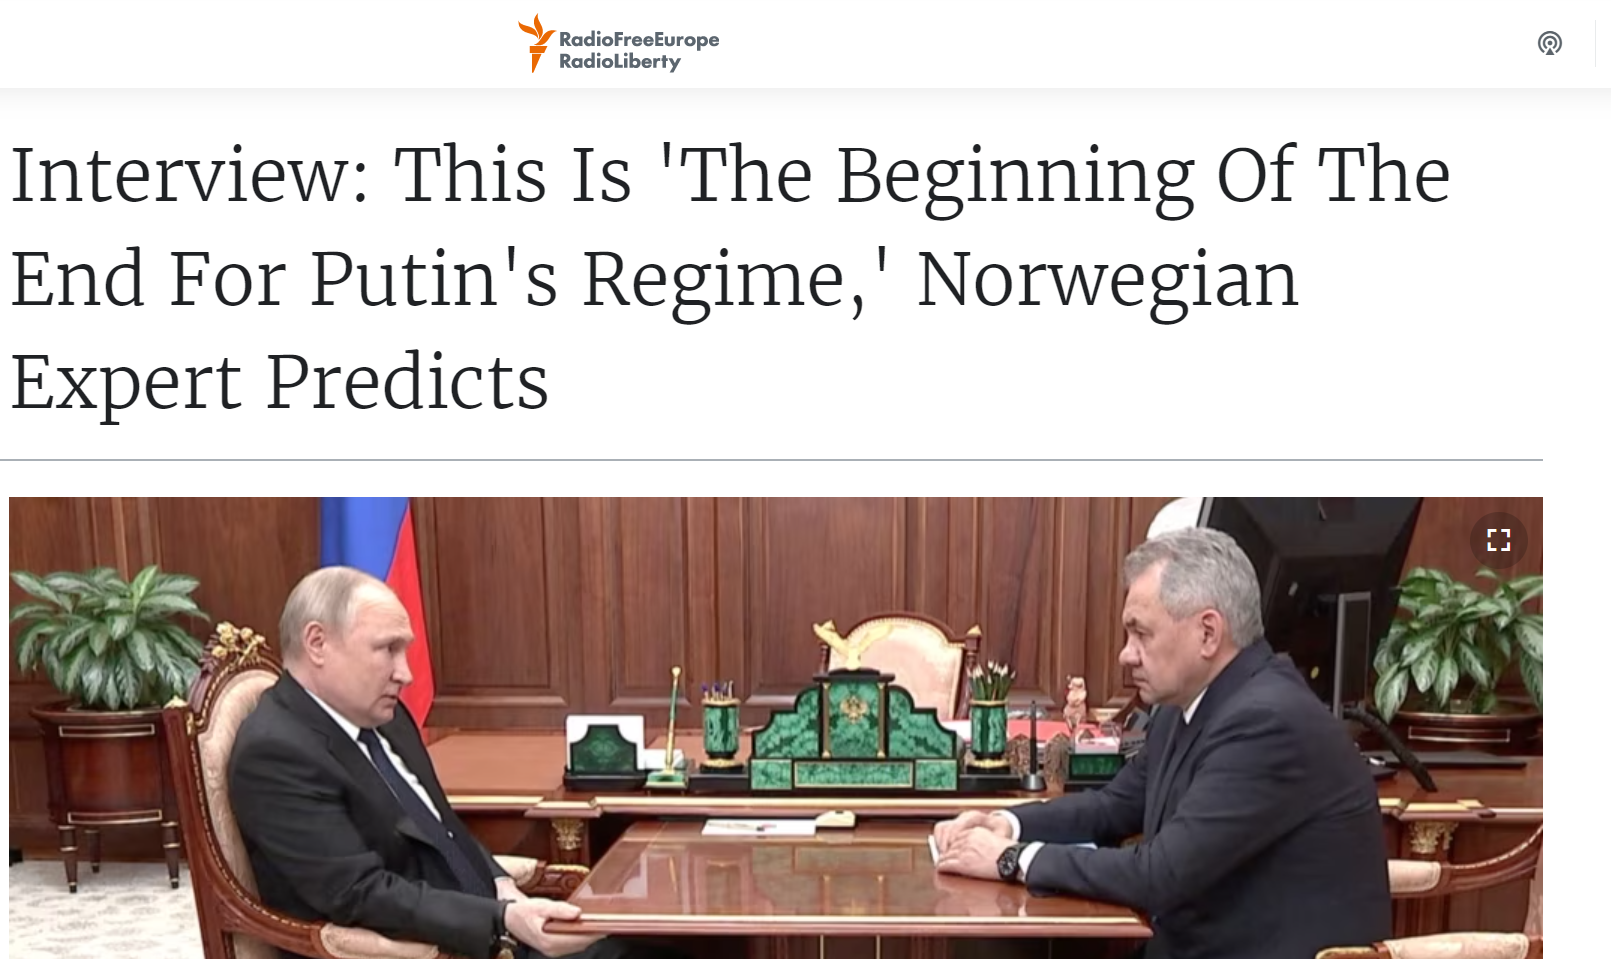 RadioFreeEurope
RadioLiberty
Interview: This Is 'The Beginning Of The
End For Putin's Regime,' Norwegian
Expert Predicts